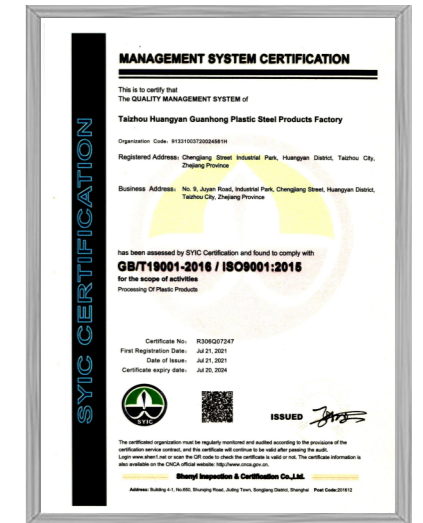 SYIC CERTIFICATION
MANAGEMENT SYSTEM CERTIFICATION
This is to certify that
The QUALITY MANAGEMENT SYSTEM of
Taizhou Huangyan Guanhong Plastic Steel Products Factory
Organization Code: 91331003720024581H
Registered Address: Chengjiang Street Industrial Park, Huangyan District, Taizhou City,
Zhejiang Province
Business Address: No. 9, Juyan Road, Industrial Park, Chengjiang Street, Huangyan District,
Taizhou City, Zhejiang Province
has been assessed by SYIC Certification and found to comply with
GB/T19001-2016 / ISO9001:2015
for the scope of activities
Processing Of Plastic Products
Certificate No: R306Q07247
First Registration Date: Jul 21, 2021
Date of Issue: Jul 21, 2021
Certificate expiry date: Jul 20, 2024
SYIC
ISSUED
The certificated organization must be regularly monitored and audited according to the provisions of the
certification service contract, and this certificate will continue to be valid after passing the audit.
Login www.shen1.net or scan the QR code to check the certificate is valid or not. The certificate information is
also available on the CNCA official website: http://www.cnca.gov.cn.
Shenyi Inspection & Certification Co.,Ltd.
Address: Building 4-1, No.650, Shunqing Road, Juting Town, Songjiang District, Shanghai Post Code:201612